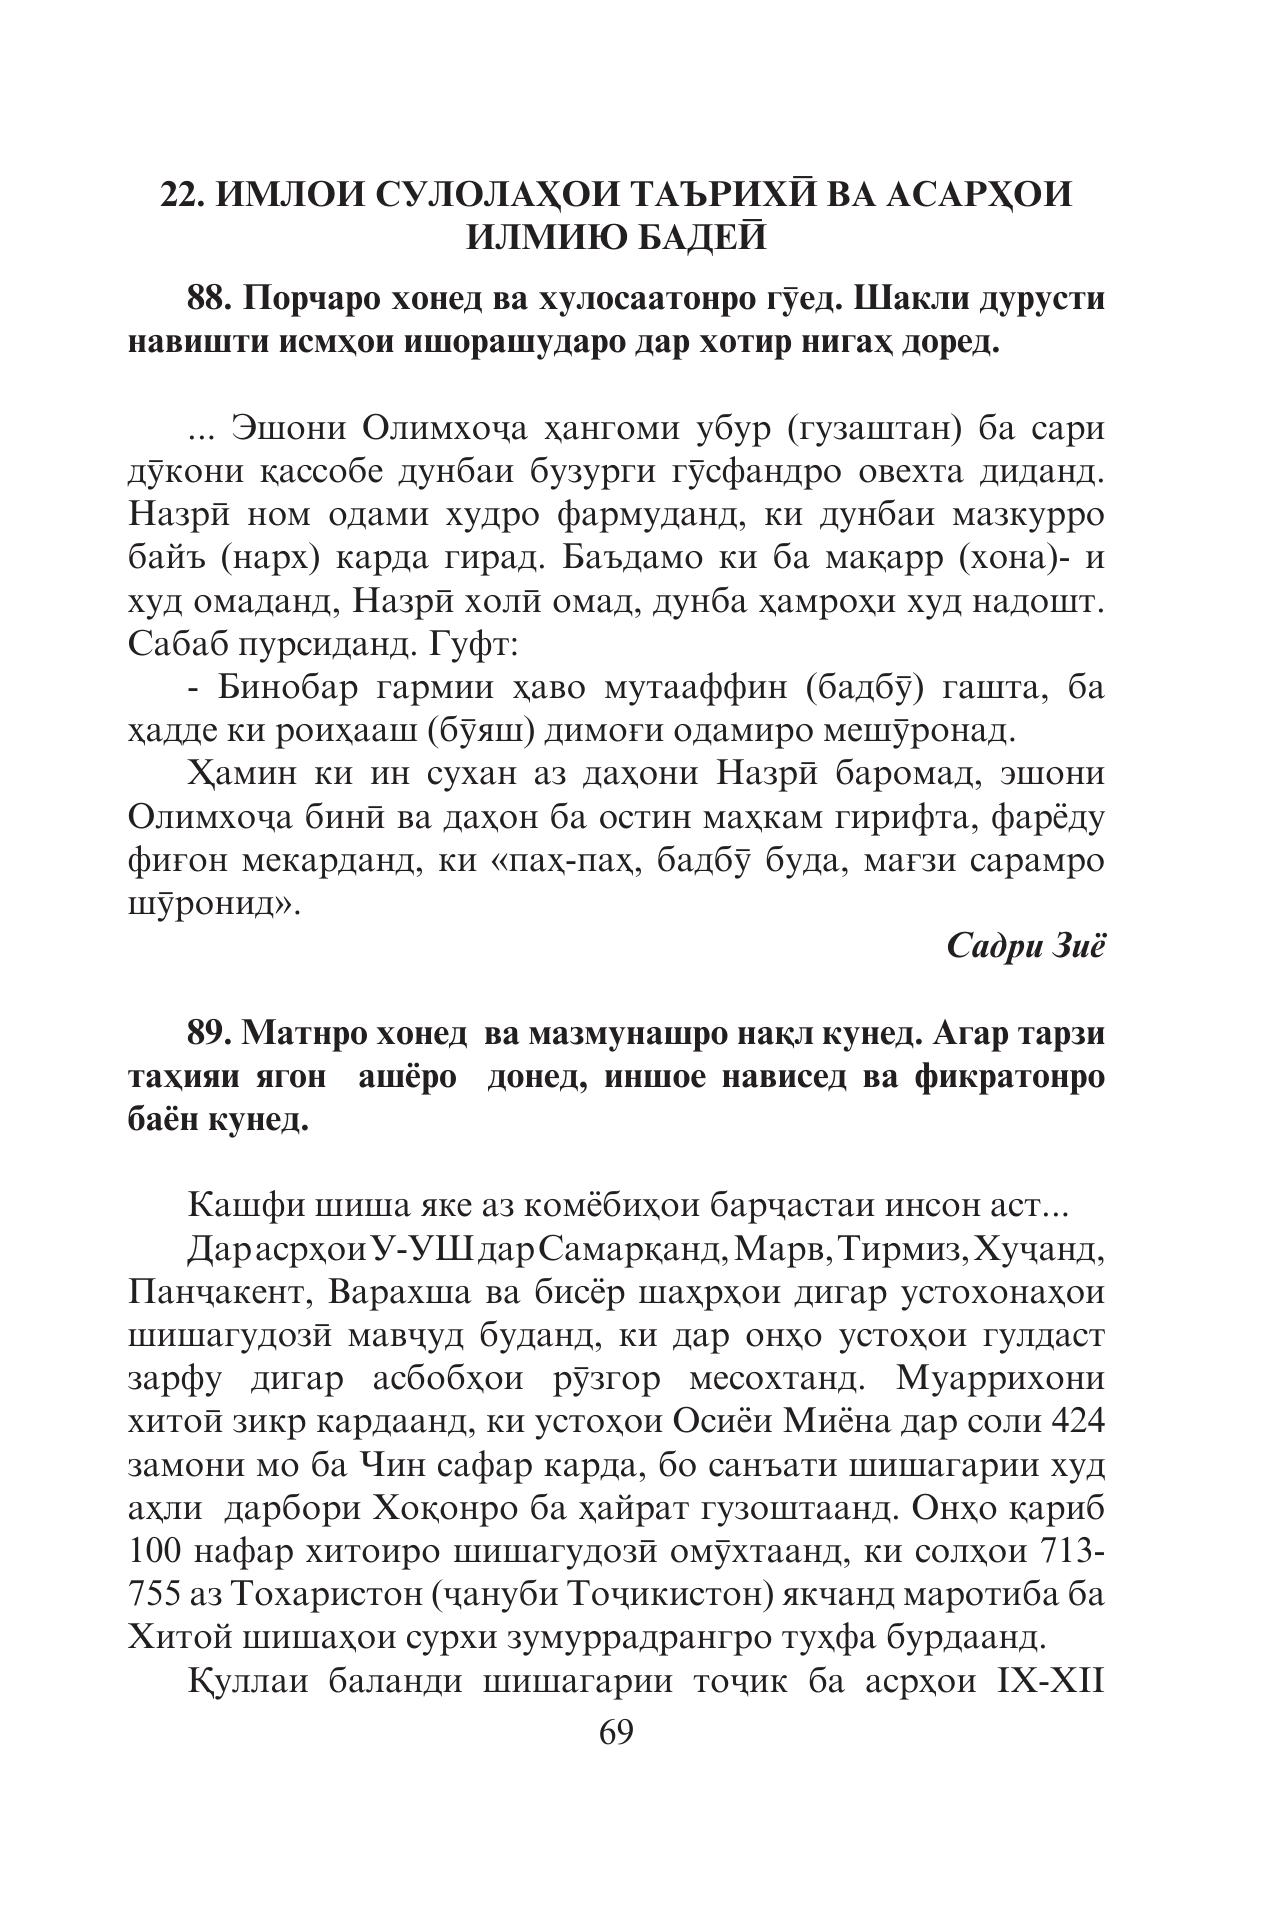 22. ИМЛОИ СУЛОЛАҲОИ ТАЪРИХӢ ВА АСАРҲОИ
ИЛМИЮ БАДЕӢ
88. Порчаро хонед ва хулосаатонро гӯед. Шакли дурусти
навишти исмҳои ишорашударо дар хотир нигаҳ доред.
... Эшони Олимхоҷа ҳангоми убур (гузаштан) ба сари
дӯкони қассобе дунбаи бузурги гӯсфандро овехта диданд.
Назрӣ ном одами худро фармуданд, ки дунбаи мазкурро
байъ (нарх) карда гирад. Баъдамо ки ба мақарр (хона)- и
худ омаданд, Назрӣ холӣ омад, дунба ҳамроҳи худ надошт.
Сабаб пурсиданд. Гуфт:
- Бинобар гармии ҳаво мутааффин (бадбӯ) гашта, ба
ҳадде ки роиҳааш (бӯяш) димоғи одамиро мешӯронад.
Ҳамин ки ин сухан аз даҳони Назрӣ баромад, эшони
Олимхоҷа бинӣ ва даҳон ба остин маҳкам гирифта, фарёду
фиғон мекарданд, ки «паҳ-паҳ, бадбӯ буда, мағзи сарамро
шӯронид».
Садри Зиё
89. Матнро хонед ва мазмунашро нақл кунед. Агар тарзи
таҳияи ягон ашёро донед, иншое нависед ва фикратонро
баён кунед.
Кашфи шиша яке аз комёбиҳои барҷастаи инсон аст...
Дар асрҳои У-УШ дар Самарқанд, Марв, Тирмиз, Хуҷанд,
Панҷакент, Варахша ва бисёр шаҳрҳои дигар устохонаҳои
шишагудозӣ мавҷуд буданд, ки дар онҳо устоҳои гулдаст
зарфу дигар асбобҳои рӯзгор месохтанд. Муаррихони
хитоӣ зикр кардаанд, ки устоҳои Осиёи Миёна дар соли 424
замони мо ба Чин сафар карда, бо санъати шишагарии худ
аҳли дарбори Хоқонро ба ҳайрат гузоштаанд. Онҳо қариб
100 нафар хитоиро шишагудозӣ омӯхтаанд, ки солҳои 713-
755 аз Тохаристон (ҷануби Тоҷикистон) якчанд маротиба ба
Хитой шишаҳои сурхи зумуррадрангро туҳфа бурдаанд.
Қуллаи баланди шишагарии тоҷик ба асрҳои IX-XII
69